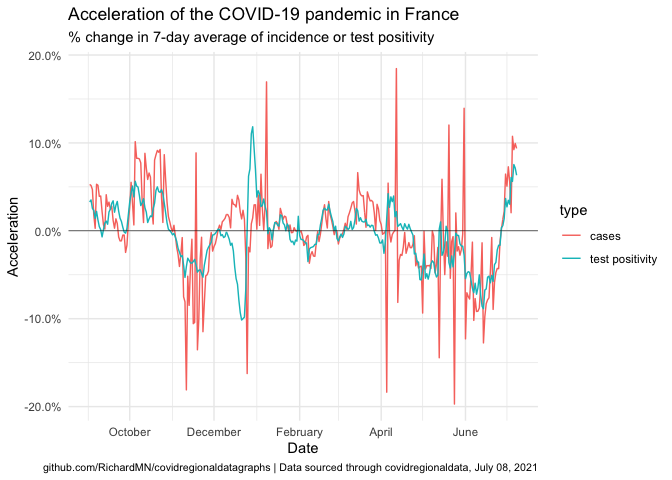 Acceleration of the COVID-19 pandemic in France
% change in 7-day average of incidence or test positivity
Acceleration
20.0%
10.0%
0.0%
-10.0%
-20.0%
October December February April June
Date
type
cases
test positivity
github.com/RichardMN/covidregionaldatagraphs | Data sourced through covidregionaldata, July 08, 2021